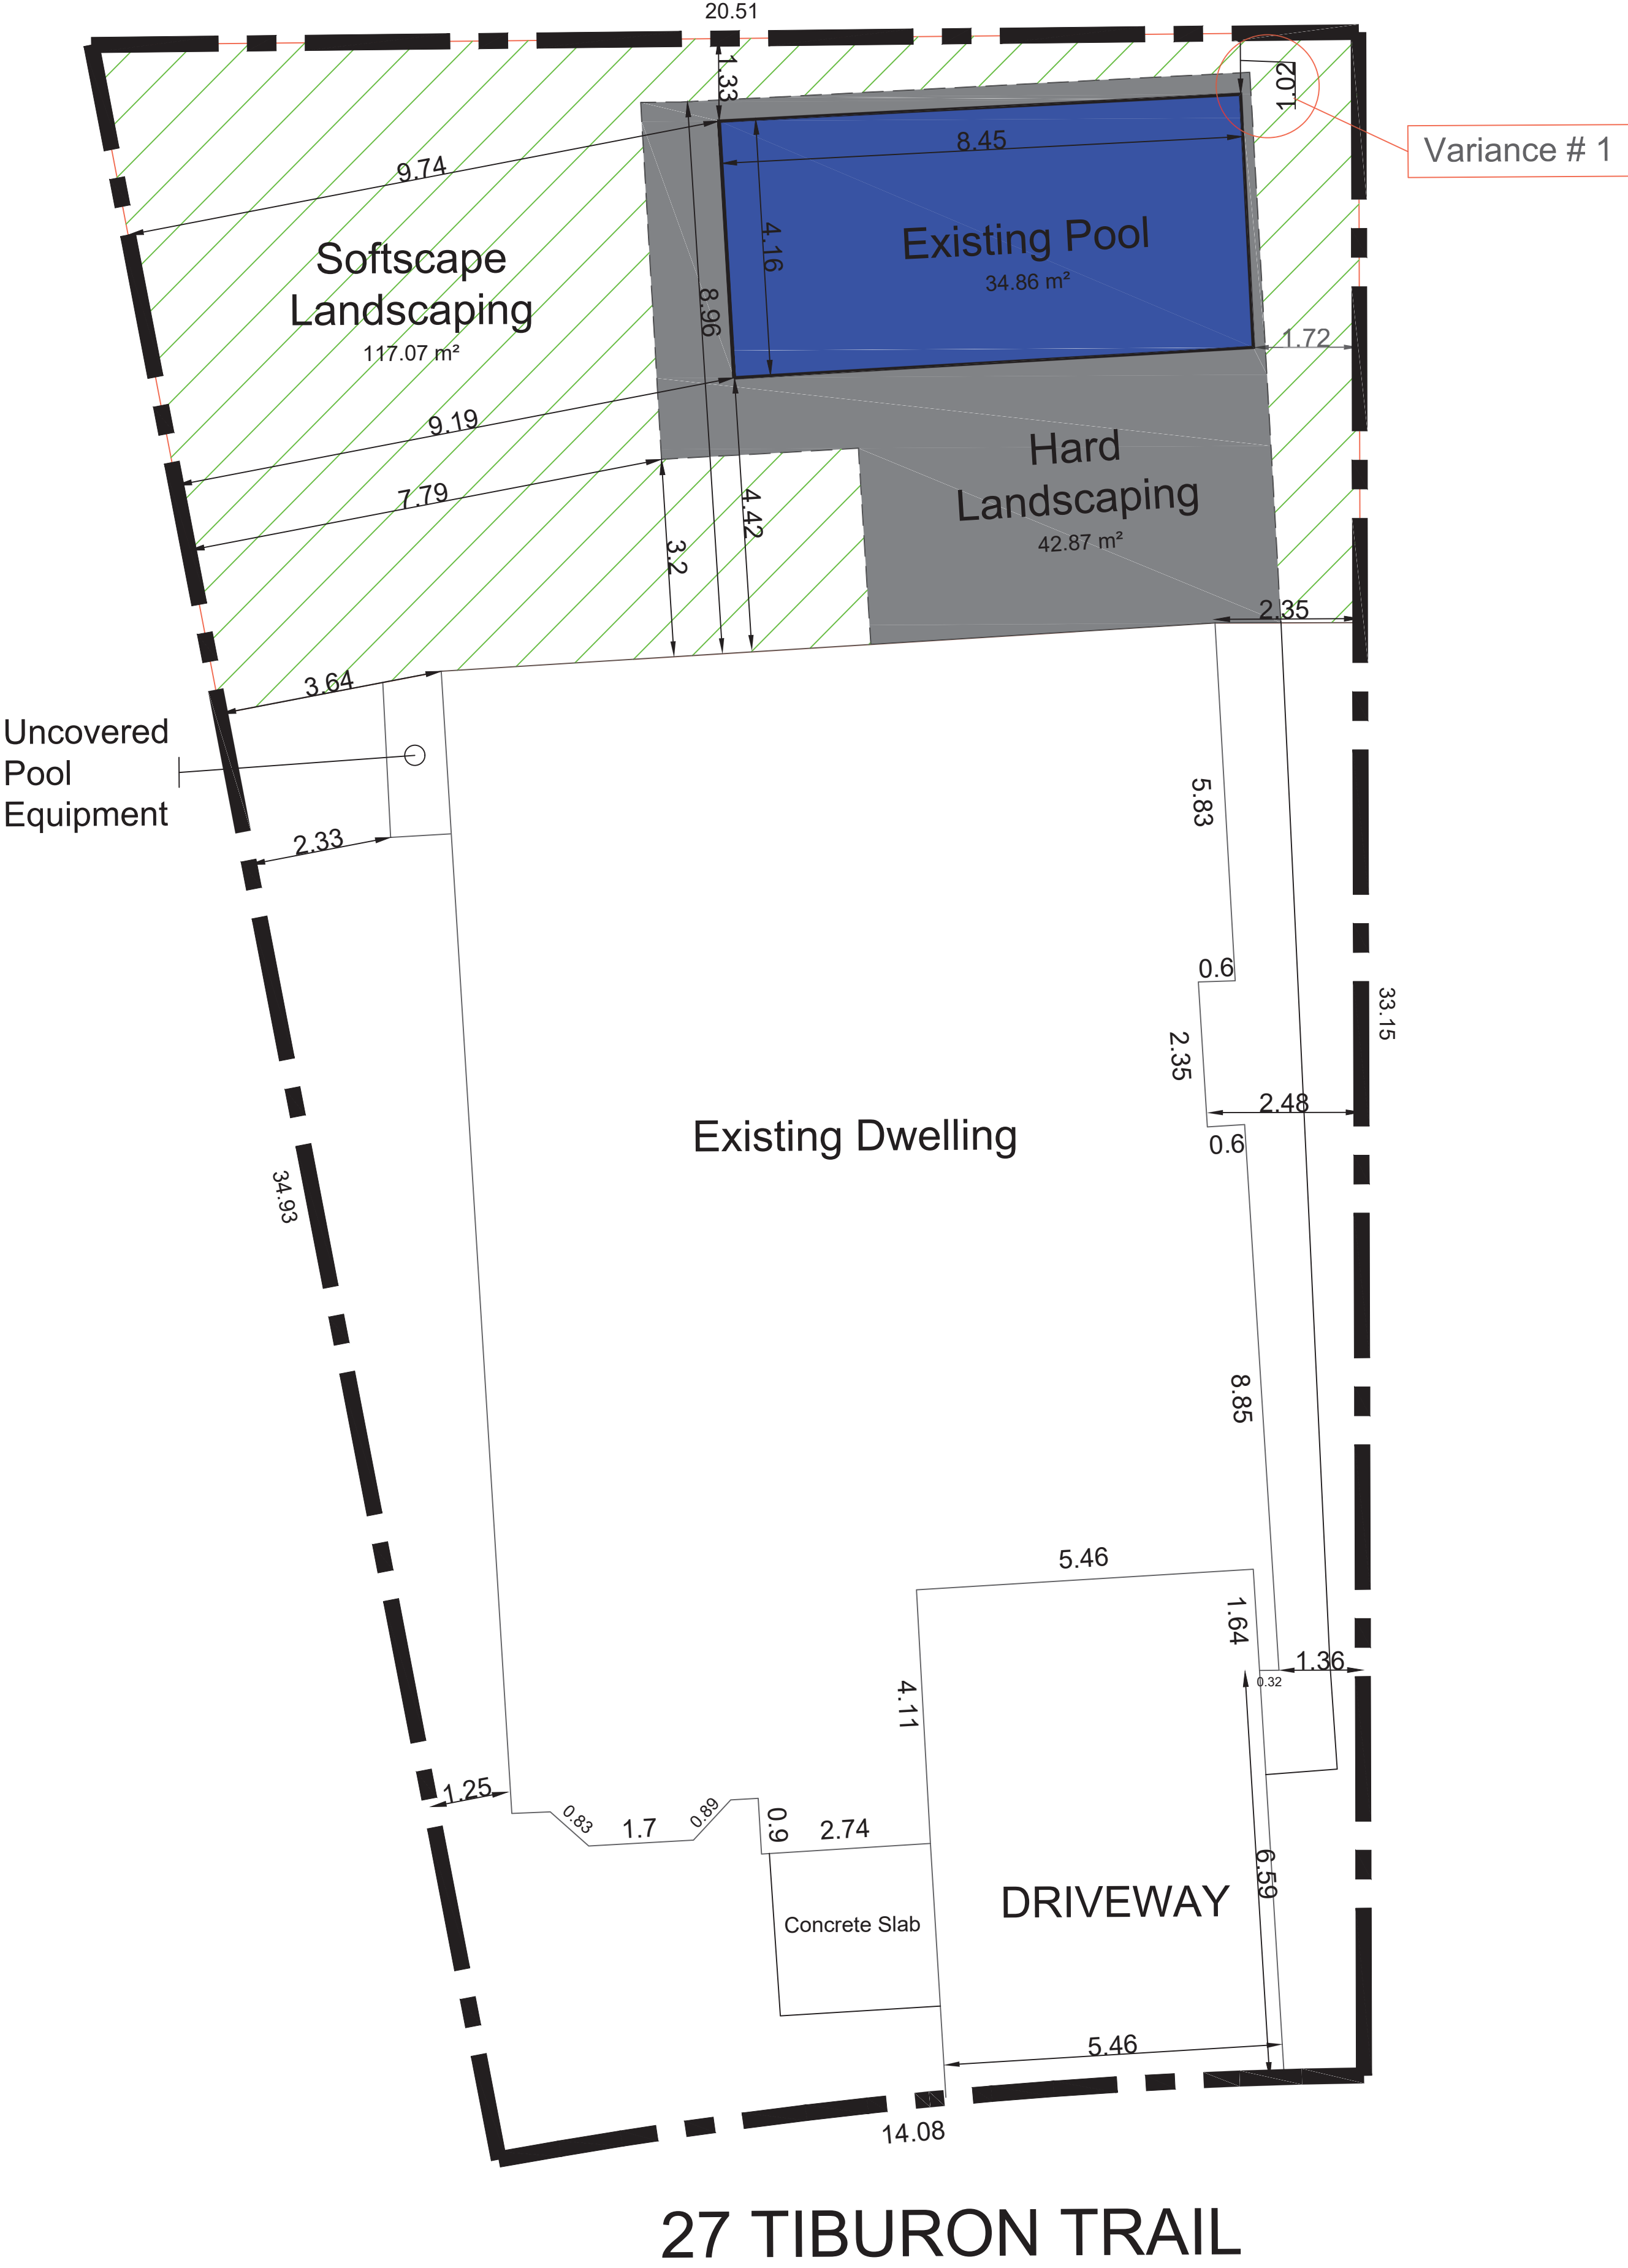 20.51
1.33
1.02
Variance # 1
8.45
9.74
4.16
Existing Pool
34.86 m²
Softscape
Landscaping
117.07 m²
8.96
1.72
9.19
Hard
Landscaping
42.87 m²
7.79
4.42
3.2
2.35
3.64
Uncovered
Pool
Equipment
5.83
2.33
0.6
33.15
2.35
2.48
0.6
Existing Dwelling
34.93
8.85
5.46
1.64
1.36
0.32
4.11
1.25
0.83
1.7
0.89
0.9
2.74
6.59
DRIVEWAY
Concrete Slab
5.46
14.08
27 TIBURON TRAIL